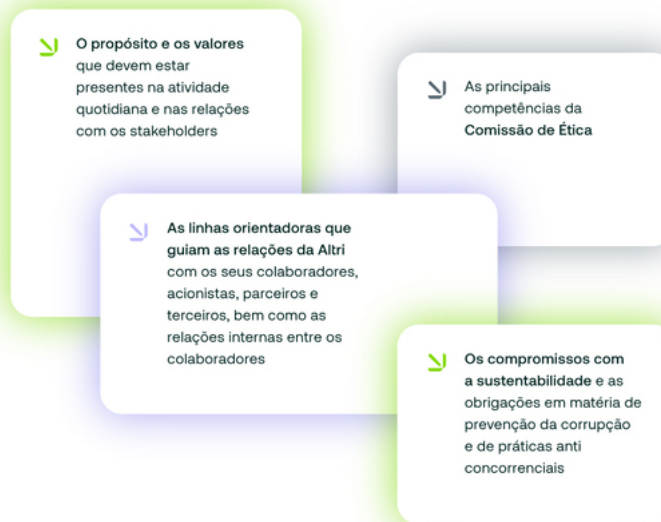 O propósito e os valores
que devem estar
presentes na atividade
quotidiana e nas relações
com os stakeholders
As principais
competências da
Comissão de Ética
As linhas orientadoras que
guiam as relações da Altri
com os seus colaboradores,
acionistas, parceiros e
terceiros, bem como as
relações internas entre os
colaboradores
Os compromissos com
a sustentabilidade e as
obrigações em matéria de
prevenção da corrupção
e de práticas anti
concorrenciais